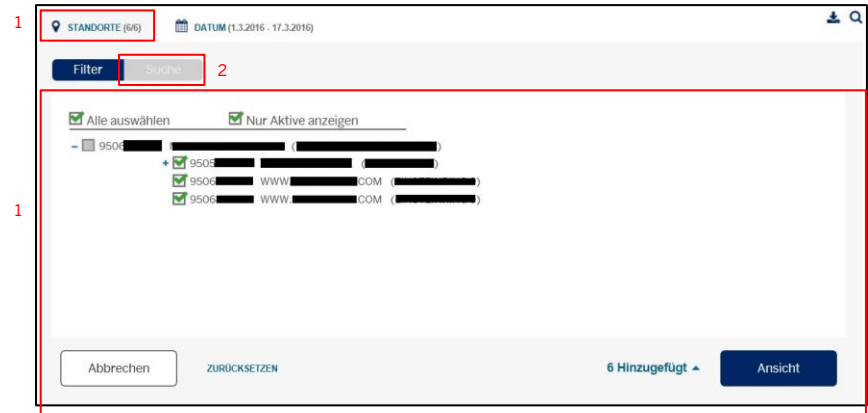 1
STANDORTE (6/6) DATUM (1.3.2016 - 17.3.2016)
Filter Suche 2
Alle auswählen Nur Aktive anzeigen
9506 ( )
+ 9505 ( )
9506 WWW. COM ( )
9506 WWW. COM ( )
1
Abbrechen ZURÜCKSETZEN 6 Hinzugefügt Ansicht